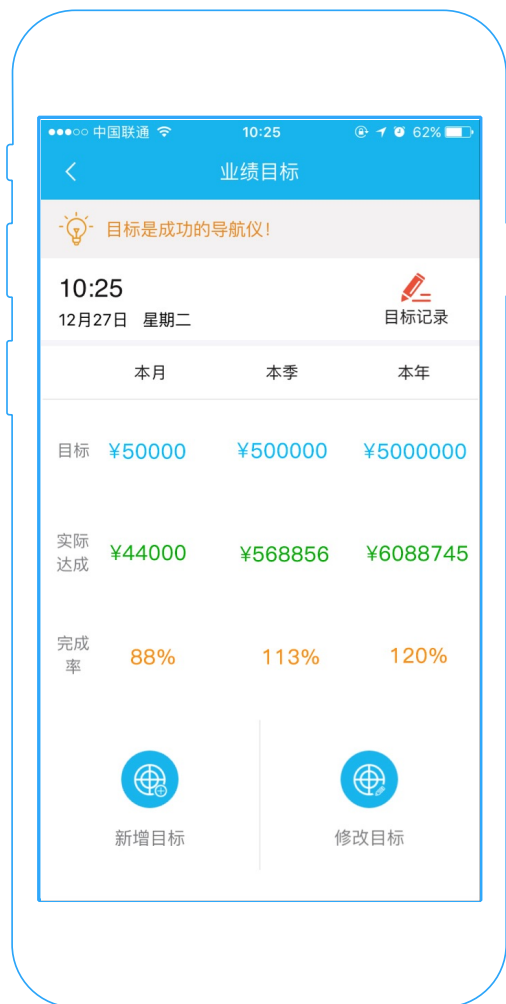 中国联通 10:25 62%
业绩目标
目标是成功的导航仪!
10:25
12月27日 星期二
目标记录
本月 本季 本年
目标 ¥50000 ¥500000 ¥5000000
实际
达成 ¥44000 ¥568856 ¥6088745
完成
率 88% 113% 120%
新增目标 修改目标